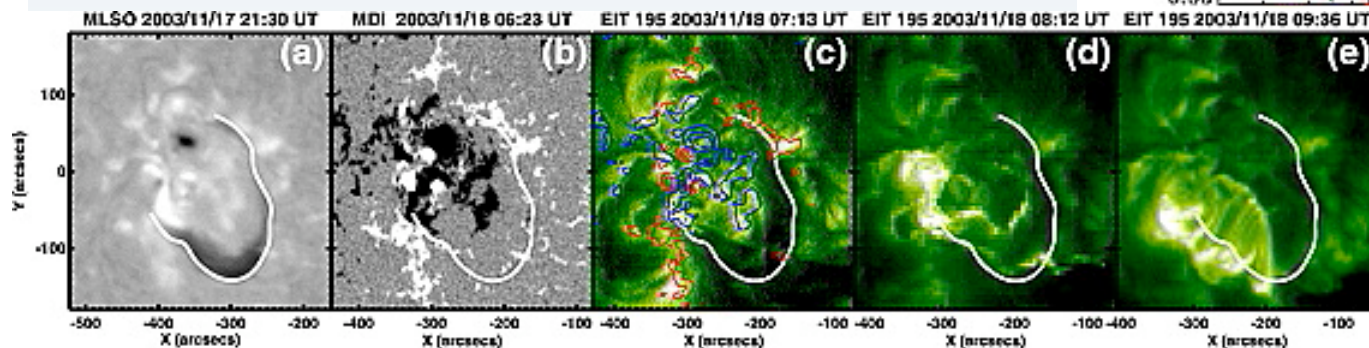 MLSO 2003/11/17 21:30 UT MDI 2003/11/18 06:23 UT EIT 195 2003/11/18 07:13 UT EIT 195 2003/11/18 08:12 UT EIT 195 2003/11/18 09:36 UT
(a) (b) (c) (d) (e)
100
0
-100
Y (arcsecs)
-500 -400 -300 -200 -400 -300 -200 -100 -300 -200 -100 -300 -200 -100 -400 -300 -200 -100
X (arcsecs) X (arcsecs) X (arcsecs) X (arcsecs) X (arcsecs)